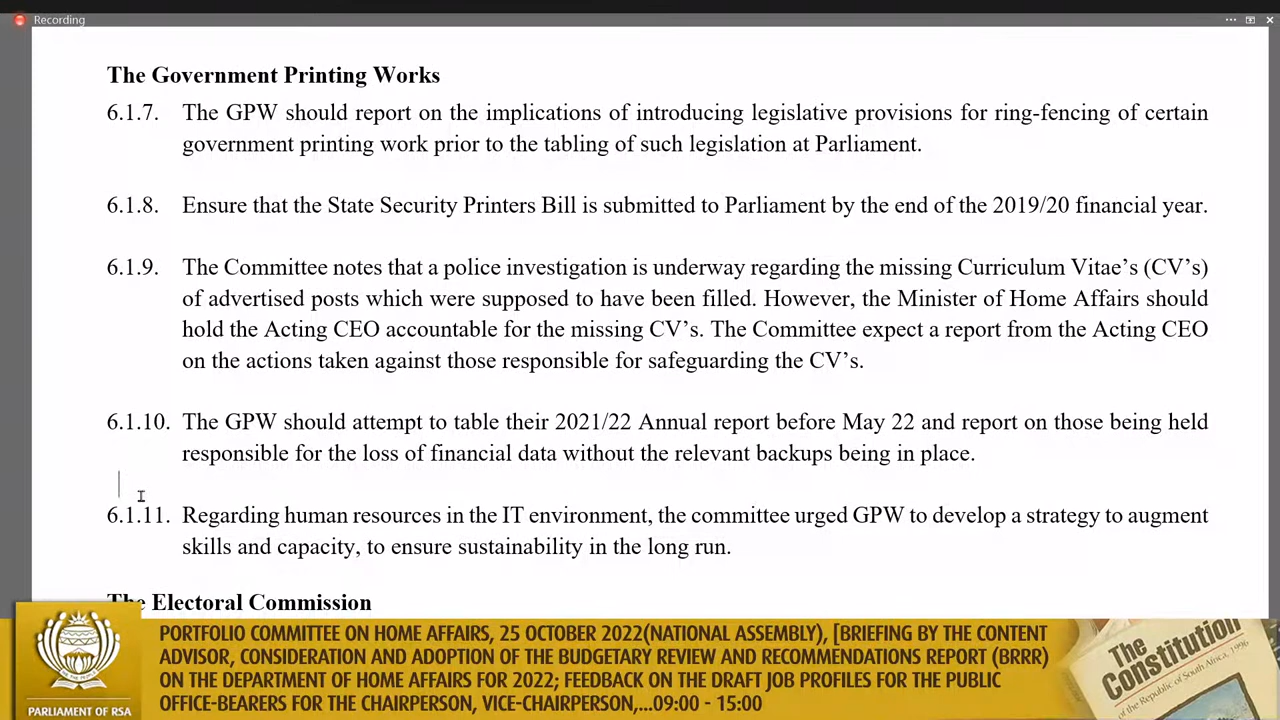 Recording
The Government Printing Works
6.1.7. The GPW should report on the implications of introducing legislative provisions for ring-fencing of certain
government printing work prior to the tabling of such legislation at Parliament.
6.1.8. Ensure that the State Security Printers Bill is submitted to Parliament by the end of the 2019/20 financial year.
6.1.9. The Committee notes that a police investigation is underway regarding the missing Curriculum Vitae's (CV's)
of advertised posts which were supposed to have been filled. However, the Minister of Home Affairs should
hold the Acting CEO accountable for the missing CV's. The Committee expect a report from the Acting CEO
on the actions taken against those responsible for safeguarding the CV's.
6.1.10. The GPW should attempt to table their 2021/22 Annual report before May 22 and report on those being held
responsible for the loss of financial data without the relevant backups being in place.
6.1.11. Regarding human resources in the IT environment, the committee urged GPW to develop a strategy to augment
skills and capacity, to ensure sustainability in the long run.
The Electoral Commission
PORTFOLIO COMMITTEE ON HOME AFFAIRS, 25 OCTOBER 2022(NATIONAL ASSEMBLY), [BRIEFING BY THE CONTENT
ADVISOR, CONSIDERATION AND ADOPTION OF THE BUDGETARY REVIEW AND RECOMMENDATIONS REPORT (BRRR)
ON THE DEPARTMENT OF HOME AFFAIRS FOR 2022; FEEDBACK ON THE DRAFT JOB PROFILES FOR THE PUBLIC
OFFICE-BEARERS FOR THE CHAIRPERSON, VICE-CHAIRPERSON,...09:00 - 15:00
PARLIAMENT OF RSA
The
Constitution
of the Republic of South Africa, 1996